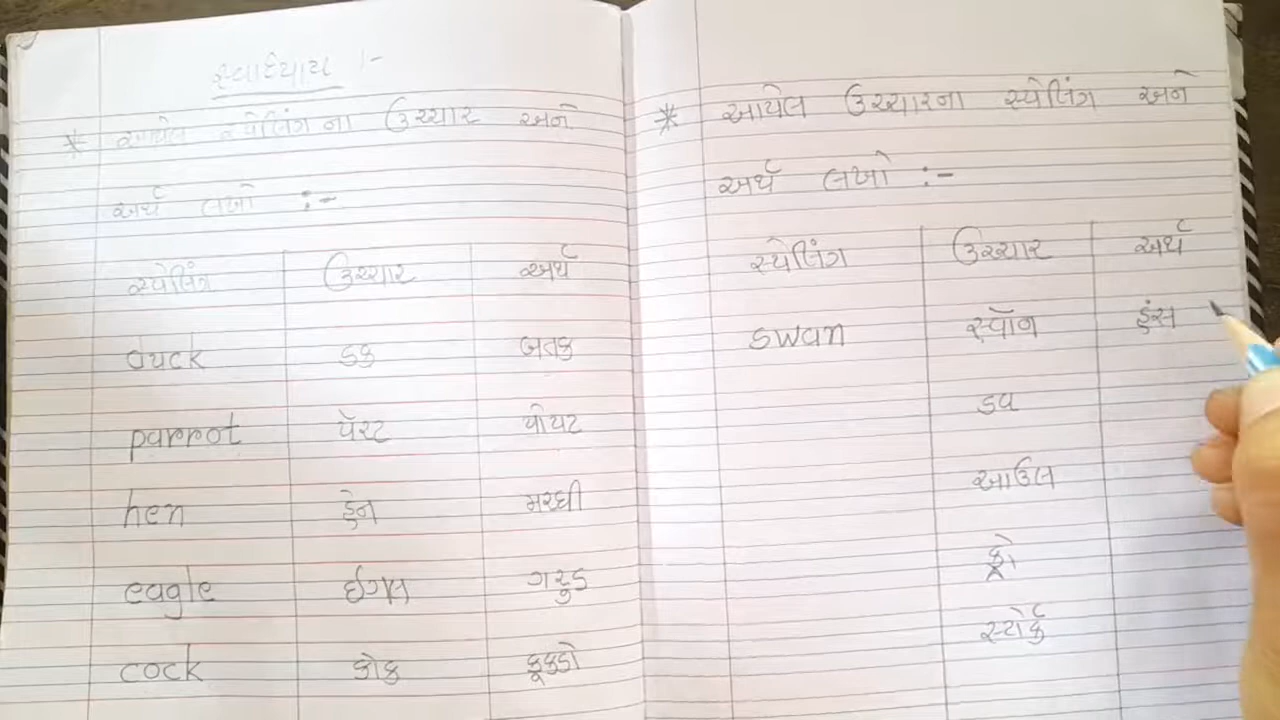 સ્વાધ્યાય :-
* આપેલ સ્પેલિંગ ના ઉચ્ચાર અને
અર્થ લખો :-
સ્પેલિંગ ઉચ્ચાર અર્થ
duck ડક બતક
parrot પૅરટ પોપટ
hen હેન મરઘી
eagle ઈગલ ગરુડ
cock કોક કૂકડો
* આપેલ ઉચ્ચારના સ્પેલિંગ અને
અર્થ લખો :-
સ્પેલિંગ ઉચ્ચાર અર્થ
swan સ્વૉન હંસ
ડવ
આઉલ
ક્રો
સ્ટોર્ક